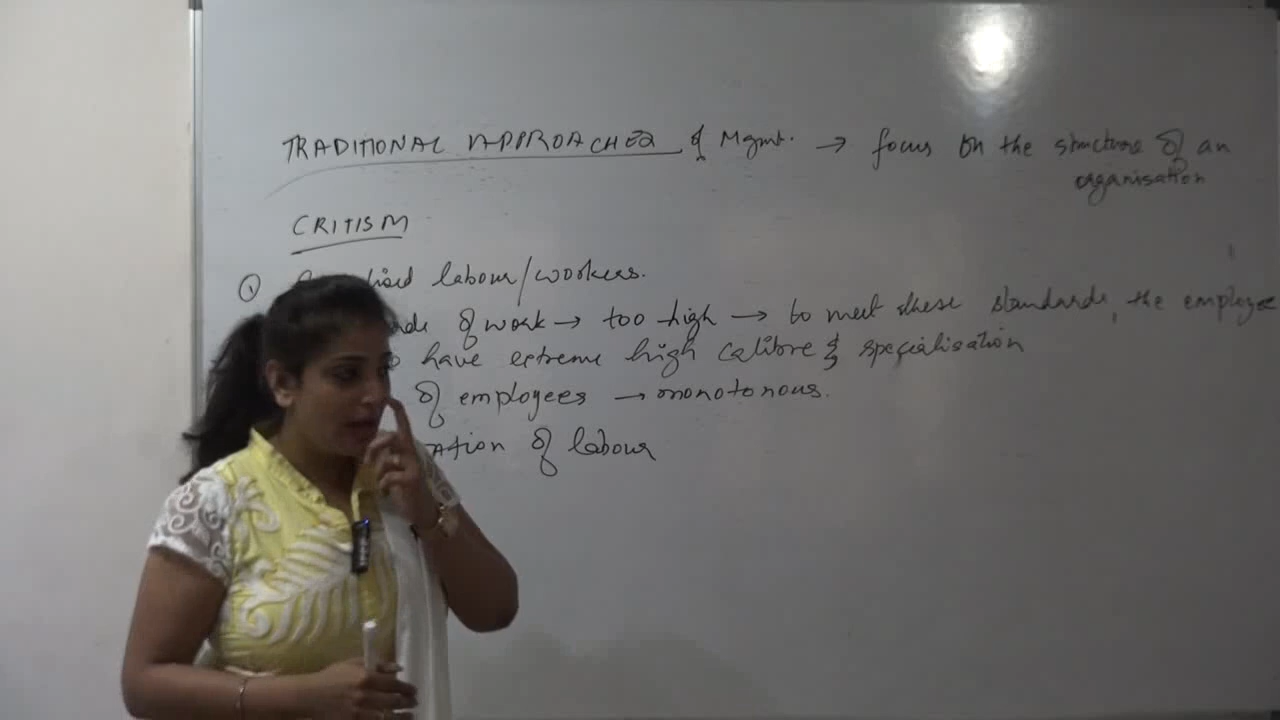 TRADITIONAL APPROACHES of Mgmt. → focus on the structure of an
organisation
CRITISM
① labour/workers.
of work → too high → to meet these standards, the employee
have extreme high calibre & specialisation
of employees → monotonous.
of labour